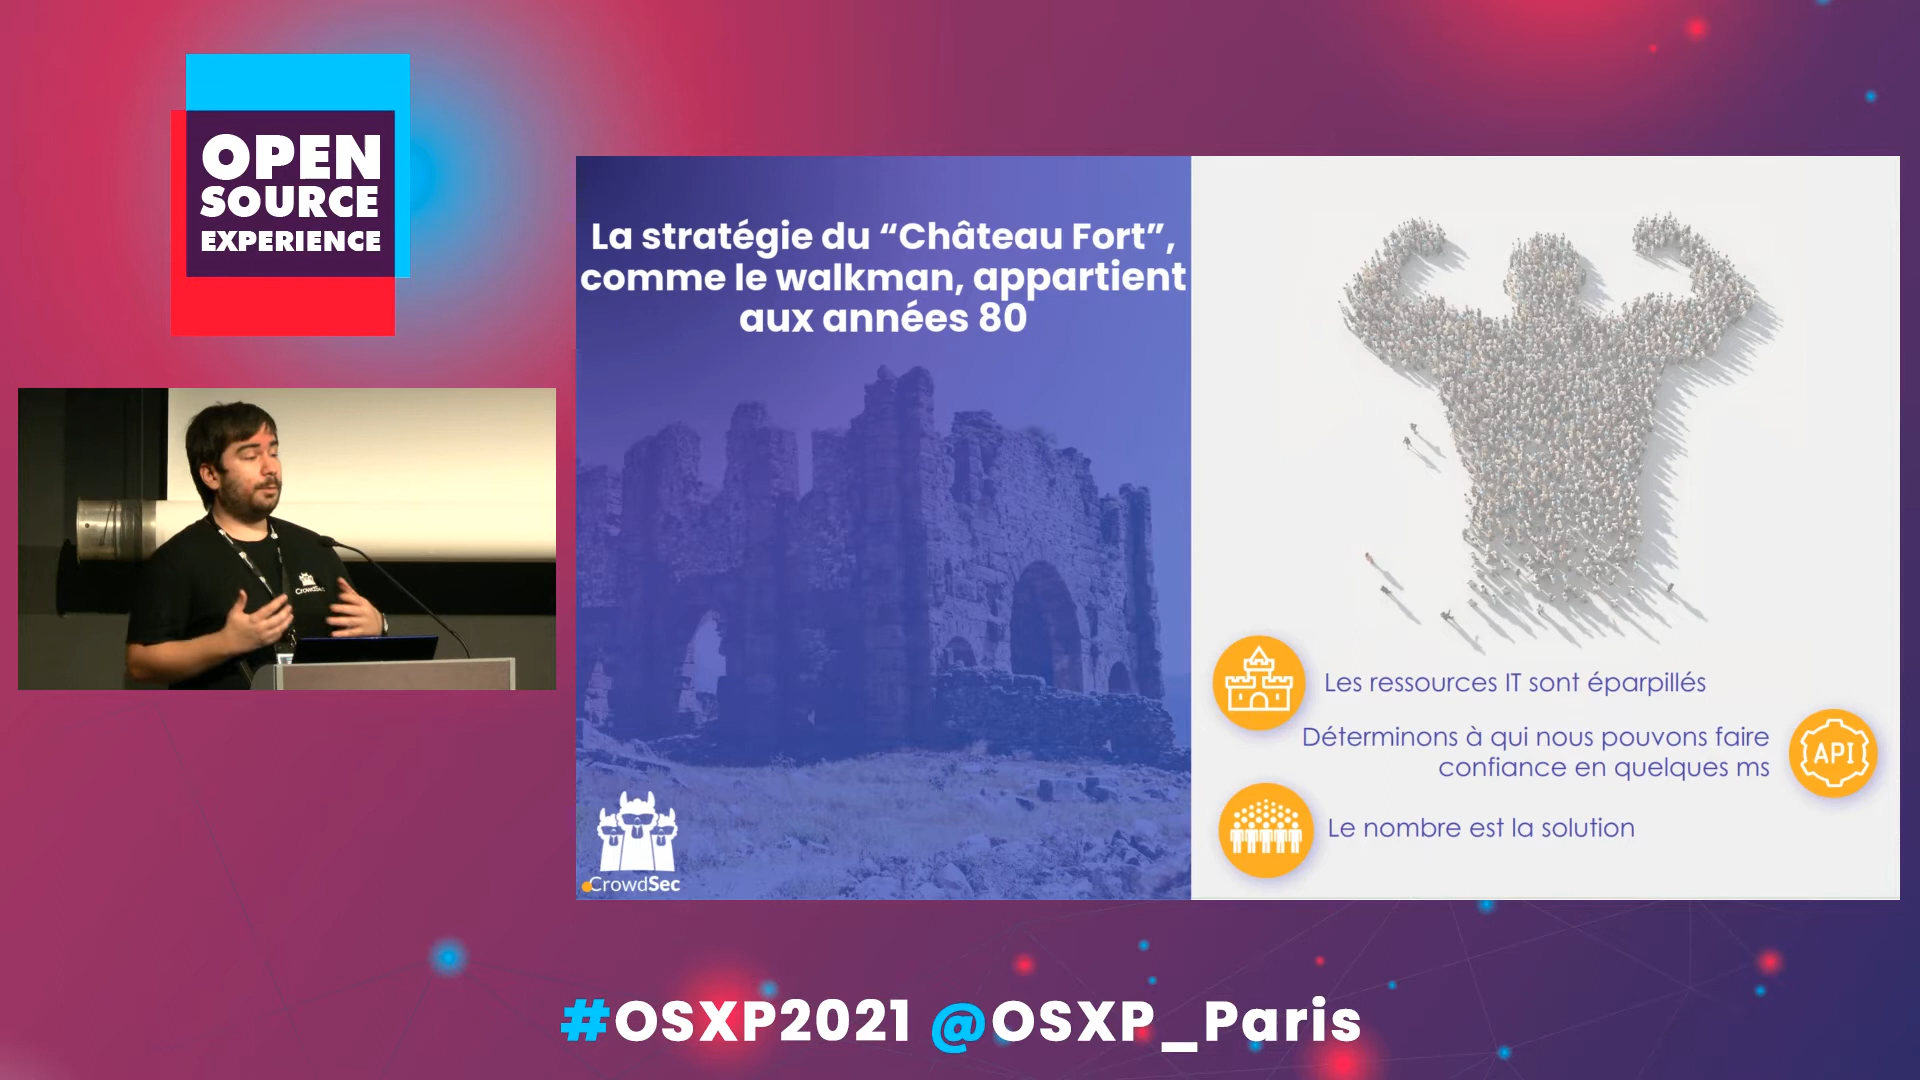 OPEN
SOURCE
EXPERIENCE
La stratégie du “Château Fort”,
comme le walkman, appartient
aux années 80
CrowdSec
CrowdSec
Les ressources IT sont éparpillés
Déterminons à qui nous pouvons faire
confiance en quelques ms
API
Le nombre est la solution
#OSXP2021 @OSXP_Paris